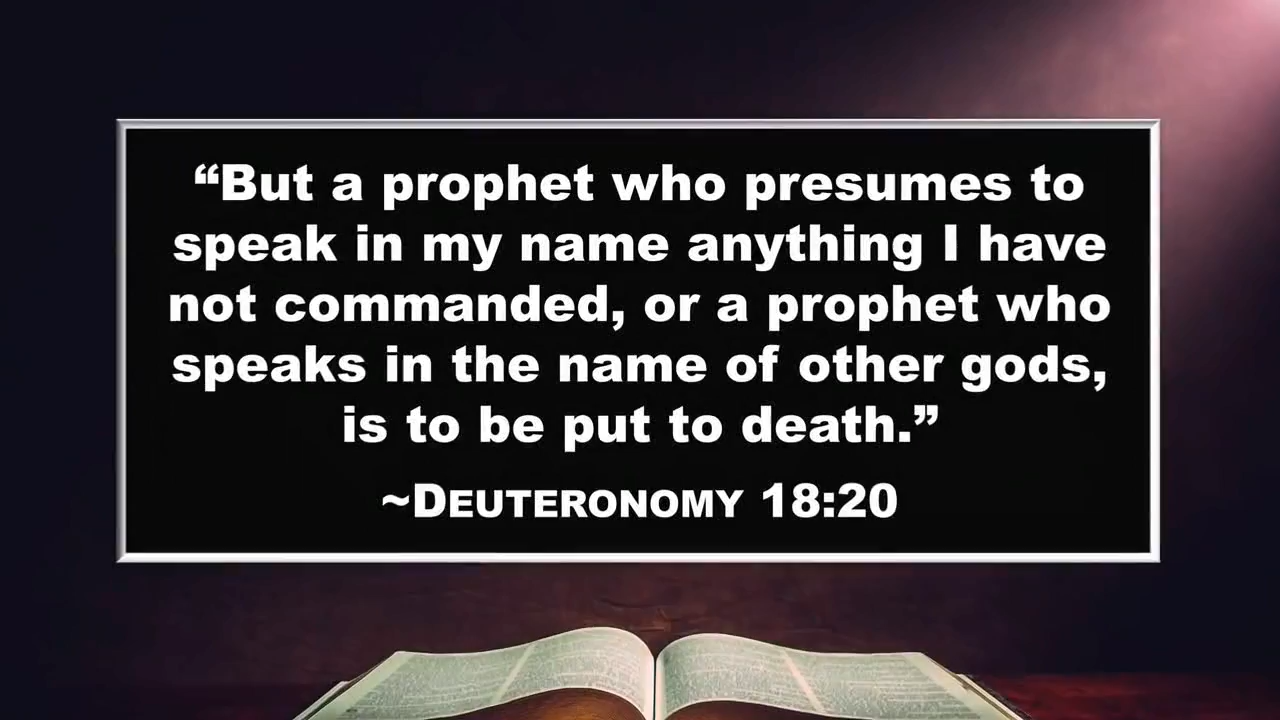 “But a prophet who presumes to
speak in my name anything I have
not commanded, or a prophet who
speaks in the name of other gods,
is to be put to death.”
~DEUTERONOMY 18:20